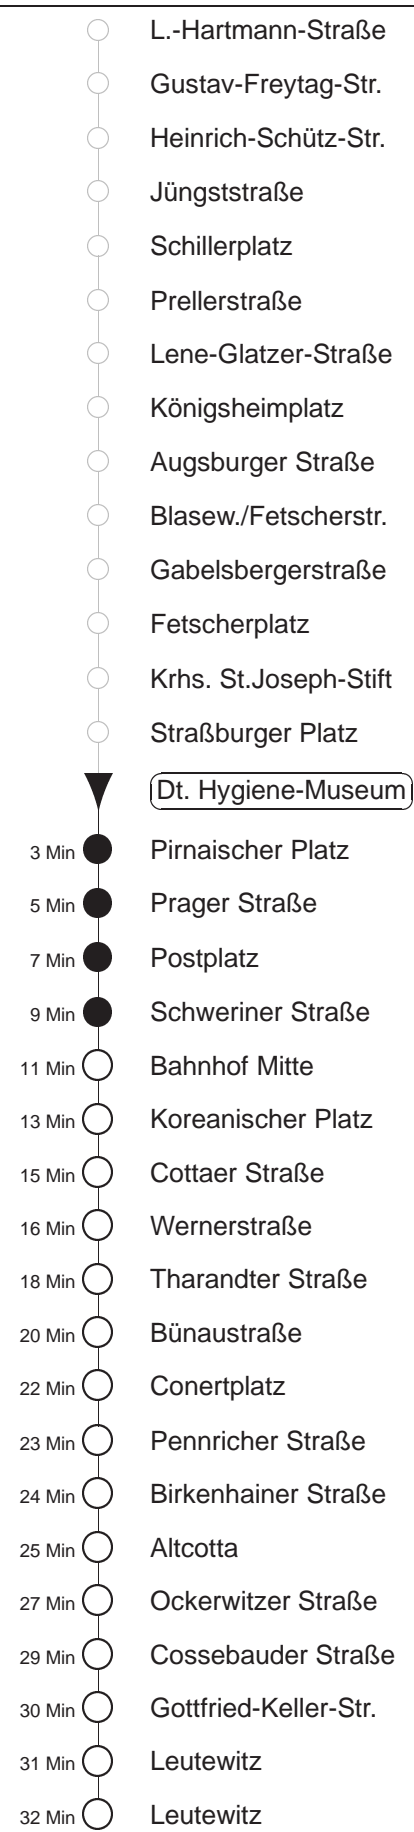 L.-Hartmann-Straße
Gustav-Freytag-Str.
Heinrich-Schütz-Str.
Jüngststraße
Schillerplatz
Prellerstraße
Lene-Glatzer-Straße
Königsheimplatz
Augsburger Straße
Blasew./Fetscherstr.
Gabelsbergerstraße
Fetscherplatz
Krhs. St.Joseph-Stift
Straßburger Platz
Dt. Hygiene-Museum
3 Min Pirnaischer Platz
5 Min Prager Straße
7 Min Postplatz
9 Min Schweriner Straße
11 Min Bahnhof Mitte
13 Min Koreanischer Platz
15 Min Cottaer Straße
16 Min Wernerstraße
18 Min Tharandter Straße
20 Min Bünaustraße
22 Min Conertplatz
23 Min Pennricher Straße
24 Min Birkenhainer Straße
25 Min Altcotta
27 Min Ockerwitzer Straße
29 Min Cossebauder Straße
30 Min Gottfried-Keller-Str.
31 Min Leutewitz
32 Min Leutewitz